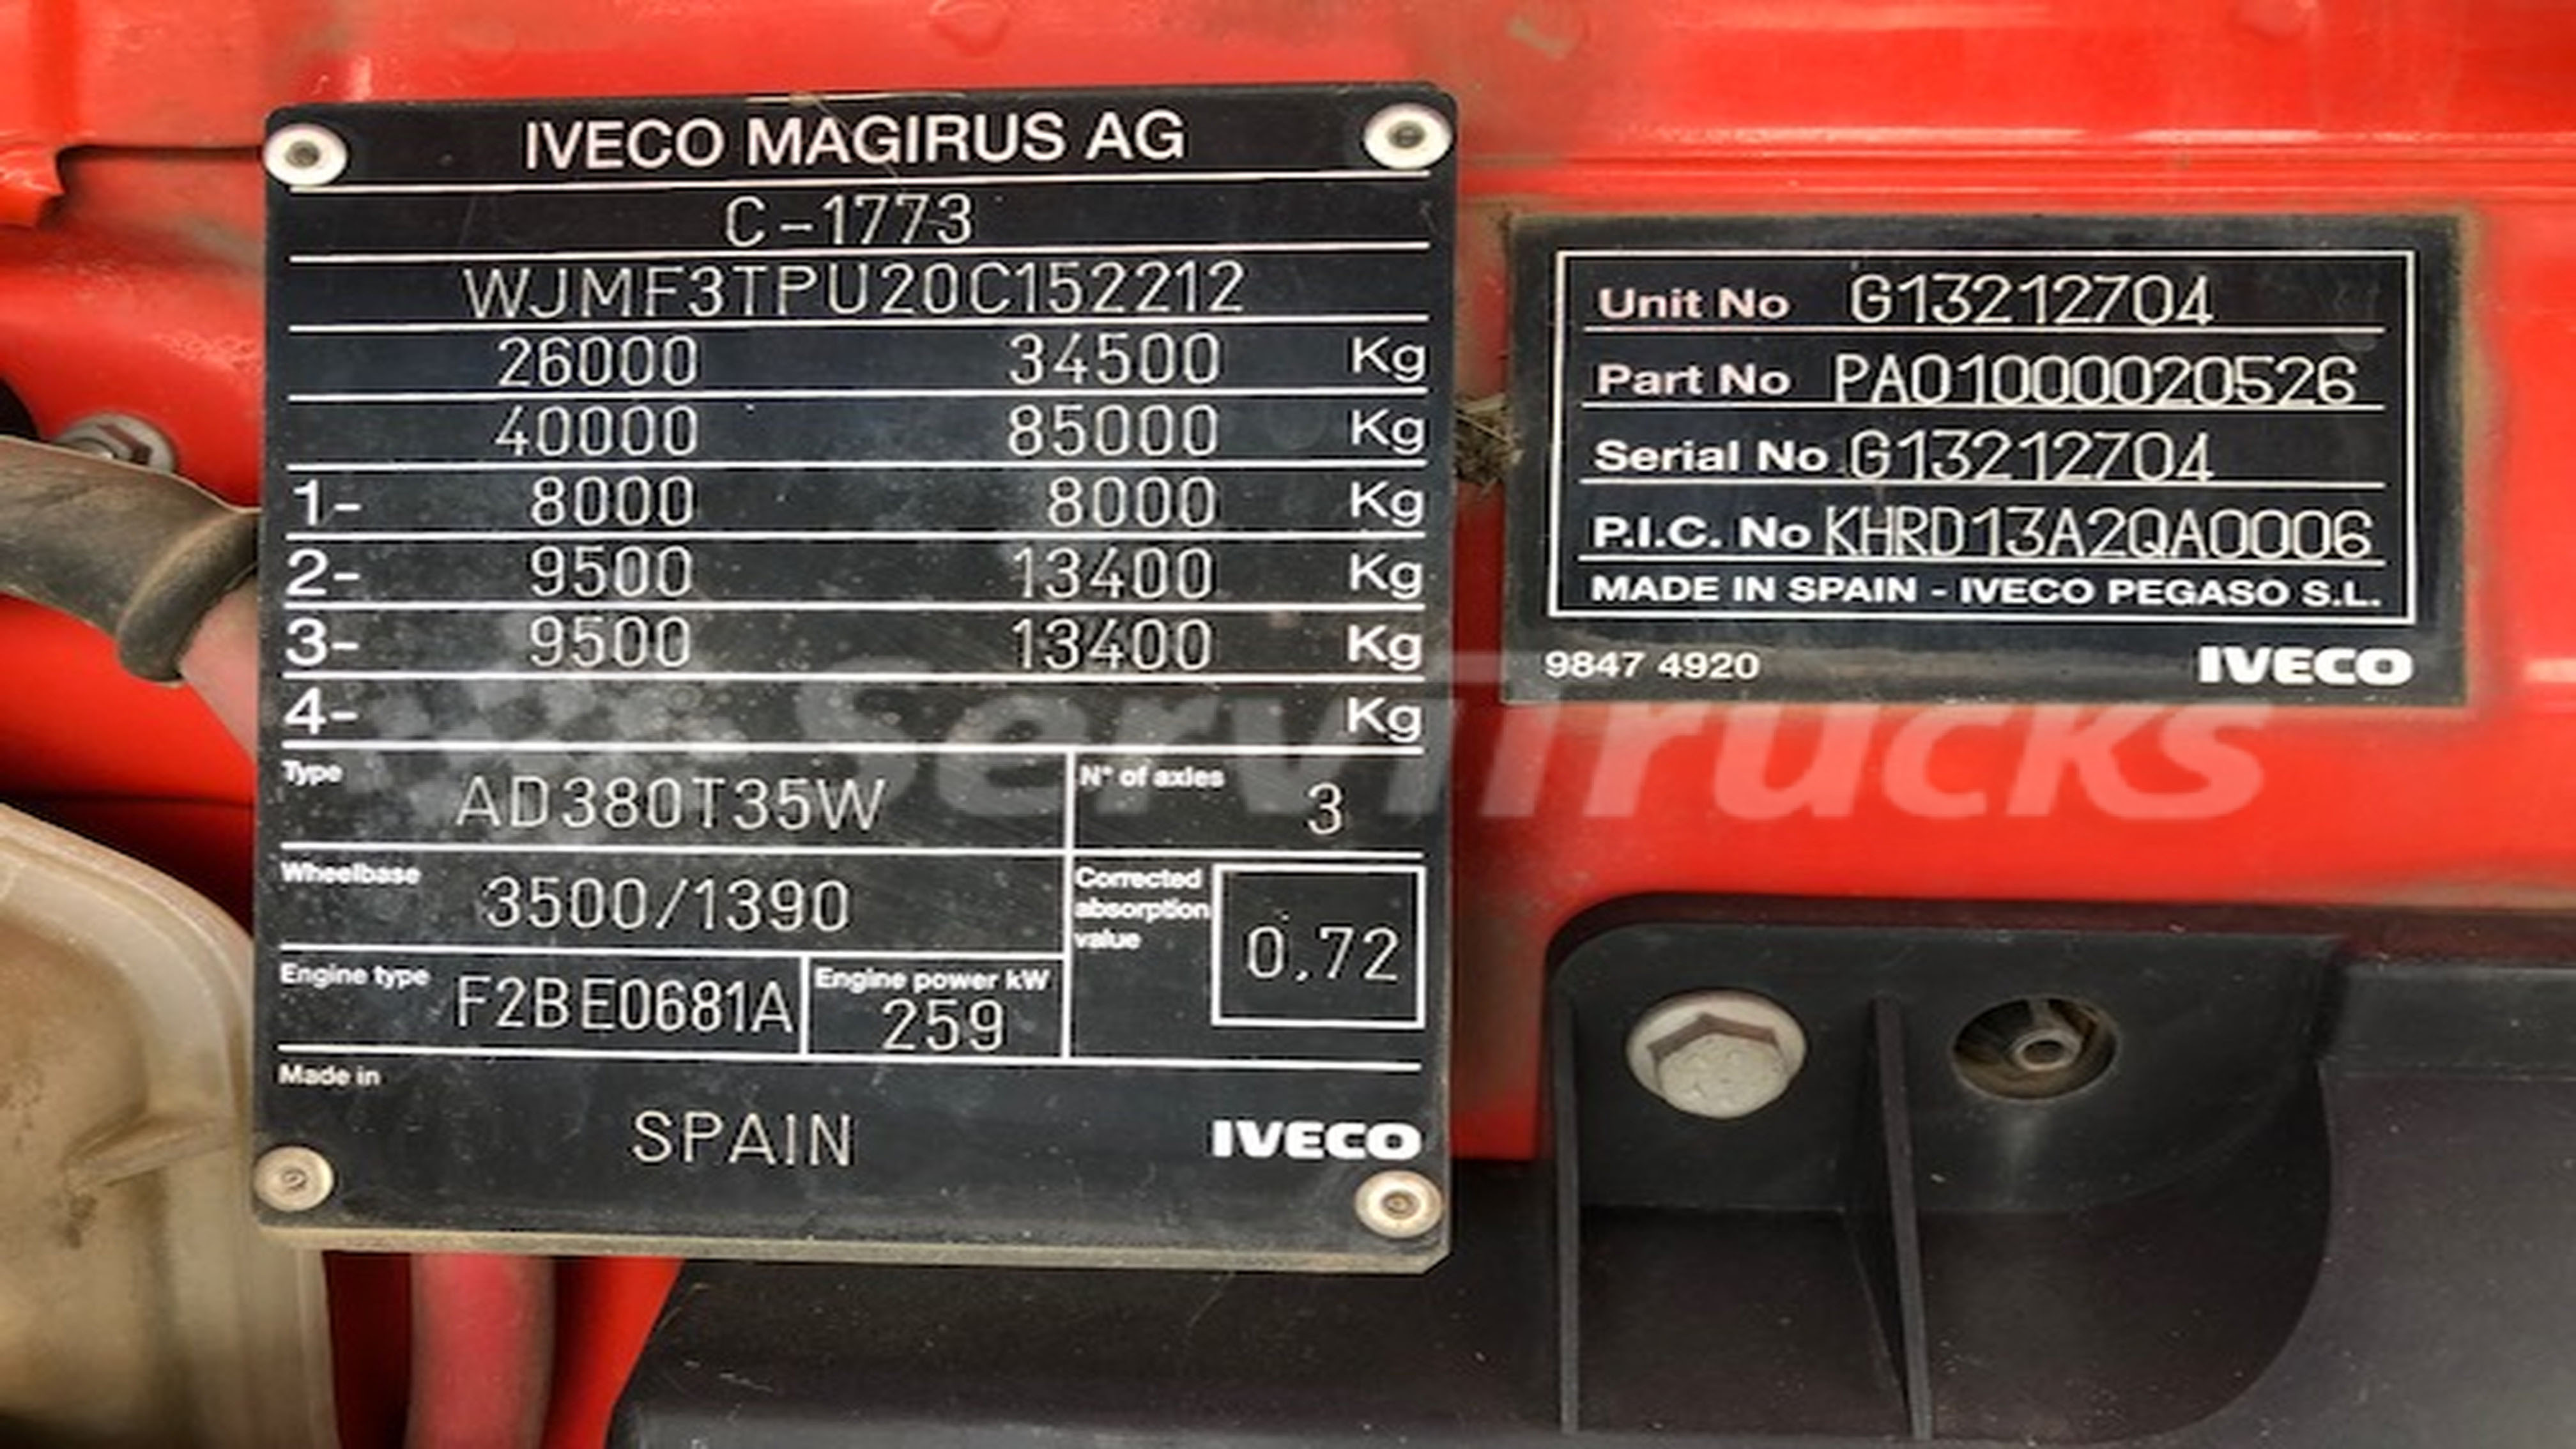 IVECO MAGIRUS AG
C-1773
WJMF3TPU20C152212
26000 34500 Kg
40000 85000 Kg
1- 8000 8000 Kg
2- 9500 13400 Kg
3- 9500 13400 Kg
4- Kg
Type AD380T35W N° of axles 3
Wheelbase 3500/1390 Corrected absorption value 0,72
Engine type F2BE0681A Engine power kW 259
Made in
SPAIN IVECO
Unit No G13212704
Part No PA01000020526
Serial No G13212704
P.I.C. No KHRD13A2QA0006
MADE IN SPAIN - IVECO PEGASO S.L.
9847 4920 IVECO
ServiTrucks